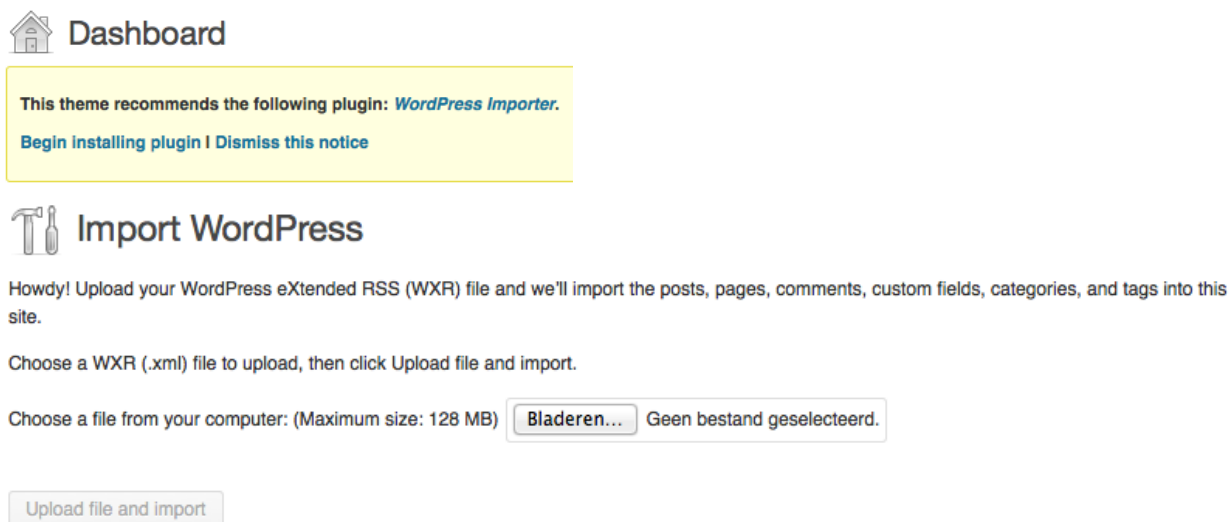 Dashboard
This theme recommends the following plugin: WordPress Importer.
Begin installing plugin | Dismiss this notice
Import WordPress
Howdy! Upload your WordPress eXtended RSS (WXR) file and we'll import the posts, pages, comments, custom fields, categories, and tags into this
site.
Choose a WXR (.xml) file to upload, then click Upload file and import.
Choose a file from your computer: (Maximum size: 128 MB) Bladeren... Geen bestand geselecteerd.
Upload file and import